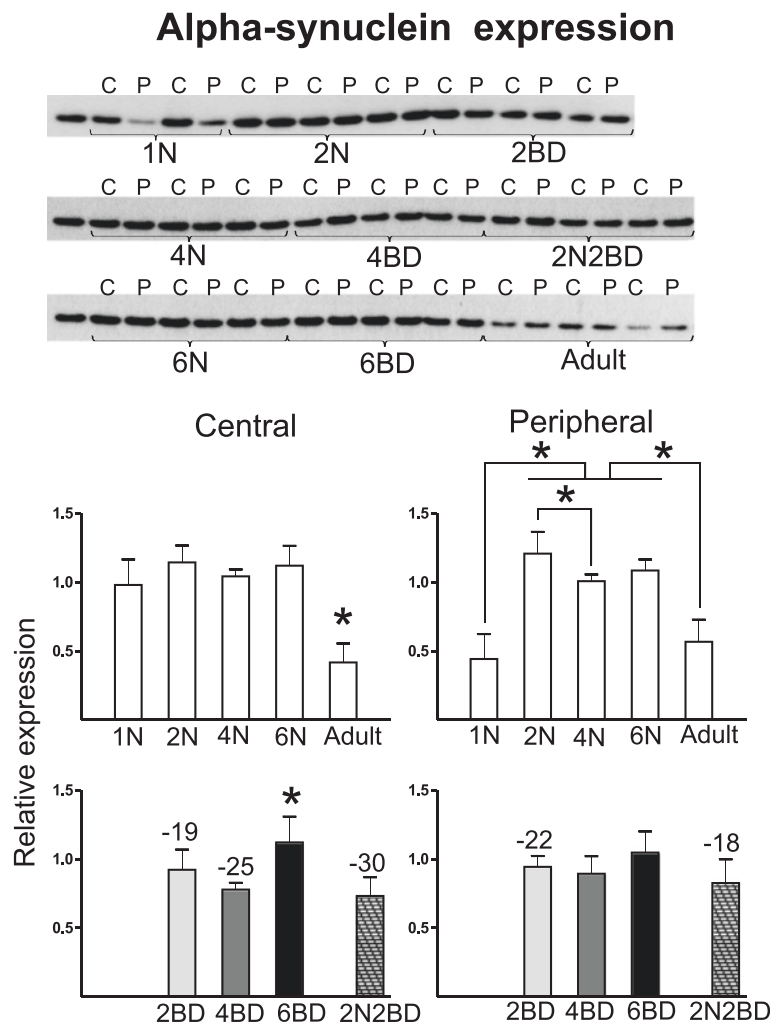 Alpha-synuclein expression
C P C P C P C P C P C P C P C P
1N 2N 2BD
C P C P C P C P C P C P C P C P C P
4N 4BD 2N2BD
C P C P C P C P C P C P C P C P C P
6N 6BD Adult
Central Peripheral
* *
*
1.5 1.5
1.0 1.0
*
0.5 0.5
1N 2N 4N 6N Adult 1N 2N 4N 6N Adult
Relative expression
1.5 1.5
*
-19 -25 -30 -22 -18
1.0 1.0
0.5 0.5
2BD 4BD 6BD 2N2BD 2BD 4BD 6BD 2N2BD